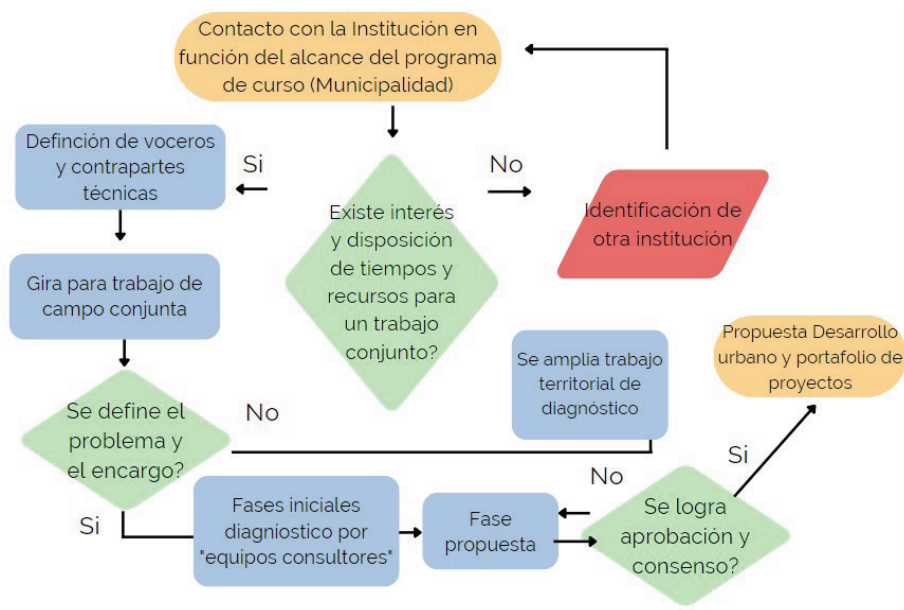 Contacto con la Institución en
función del alcance del programa
de curso (Municipalidad)
Definción de voceros
y contrapartes
técnicas
Si
No
Existe interés
y disposición
de tiempos y
recursos para
un trabajo
conjunto?
Identificación de
otra institución
Gira para trabajo de
campo conjunta
Se define el
problema y
el encargo?
No
Se amplia trabajo
territorial de
diagnóstico
Propuesta Desarrollo
urbano y portafolio de
proyectos
Si
Fases iniciales
diagníostico por
"equipos consultores"
Fase
propuesta
No
Si
Se logra
aprobación y
consenso?